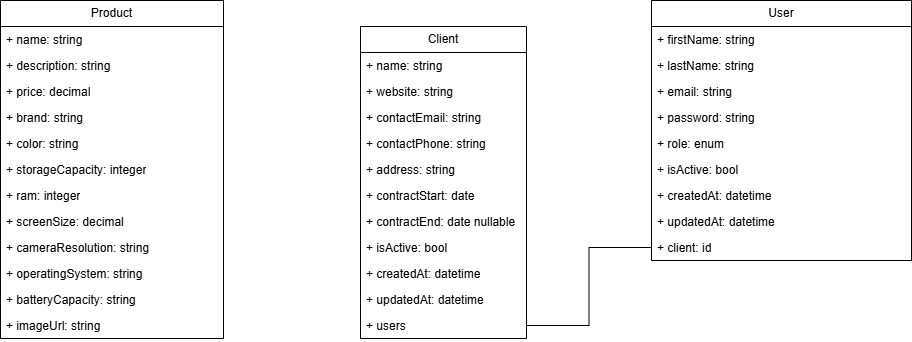 Product
+ name: string
+ description: string
+ price: decimal
+ brand: string
+ color: string
+ storageCapacity: integer
+ ram: integer
+ screenSize: decimal
+ cameraResolution: string
+ operatingSystem: string
+ batteryCapacity: string
+ imageUrl: string
Client
+ name: string
+ website: string
+ contactEmail: string
+ contactPhone: string
+ address: string
+ contractStart: date
+ contractEnd: date nullable
+ isActive: bool
+ createdAt: datetime
+ updatedAt: datetime
+ users
User
+ firstName: string
+ lastName: string
+ email: string
+ password: string
+ role: enum
+ isActive: bool
+ createdAt: datetime
+ updatedAt: datetime
+ client: id